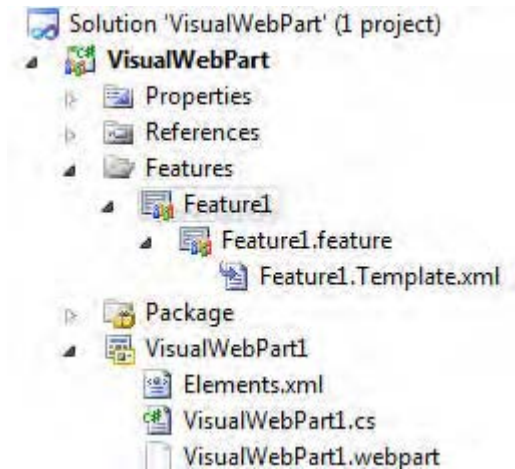 Solution 'VisualWebPart' (1 project)
VisualWebPart
Properties
References
Features
Feature1
Feature1.feature
Feature1.Template.xml
Package
VisualWebPart1
Elements.xml
VisualWebPart1.cs
VisualWebPart1.webpart